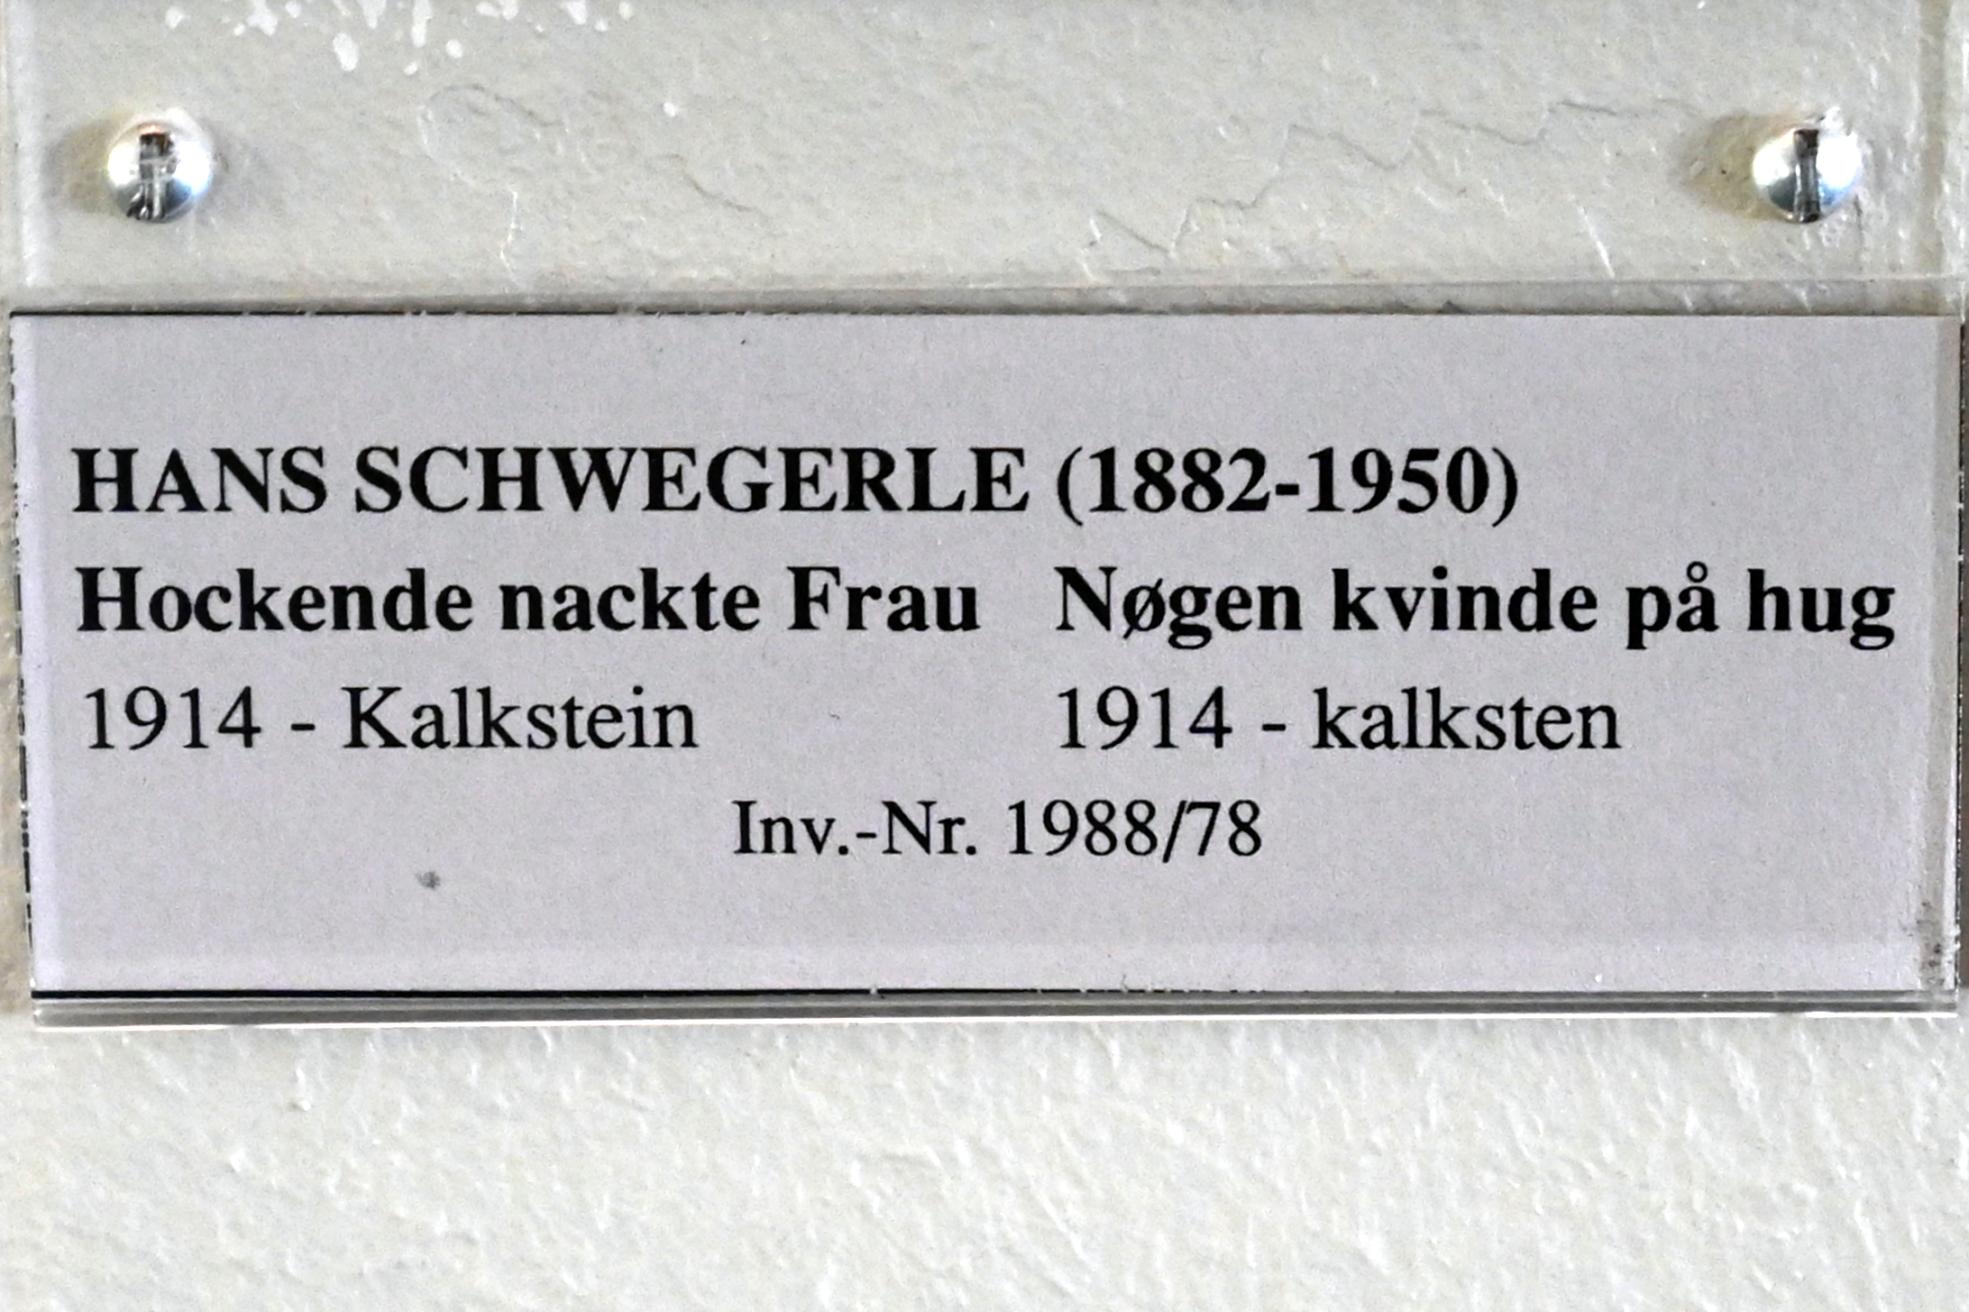 HANS SCHWEGERLE (1882-1950)
Hockende nackte Frau Nøgen kvinde på hug
1914 - Kalkstein 1914 - kalksten
Inv.-Nr. 1988/78